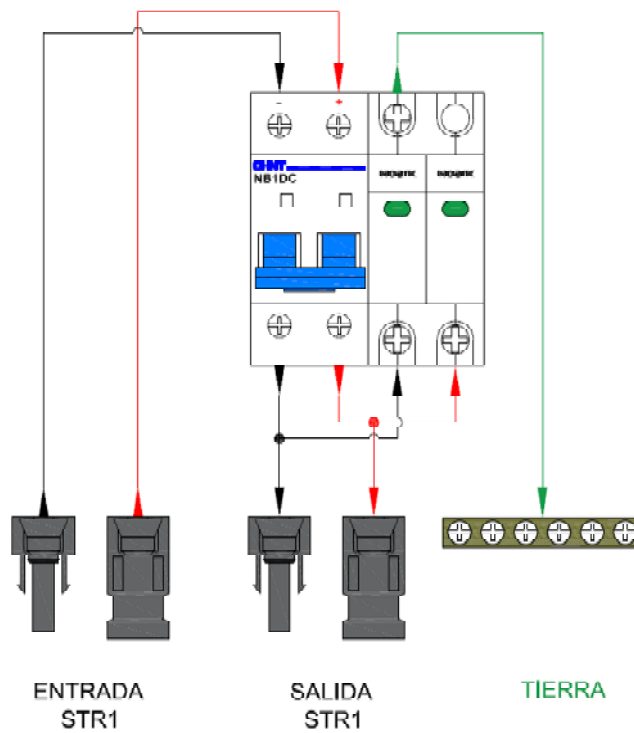 - +
CHNT
NB1DC
ENTRADA
STR1
SALIDA
STR1
TIERRA